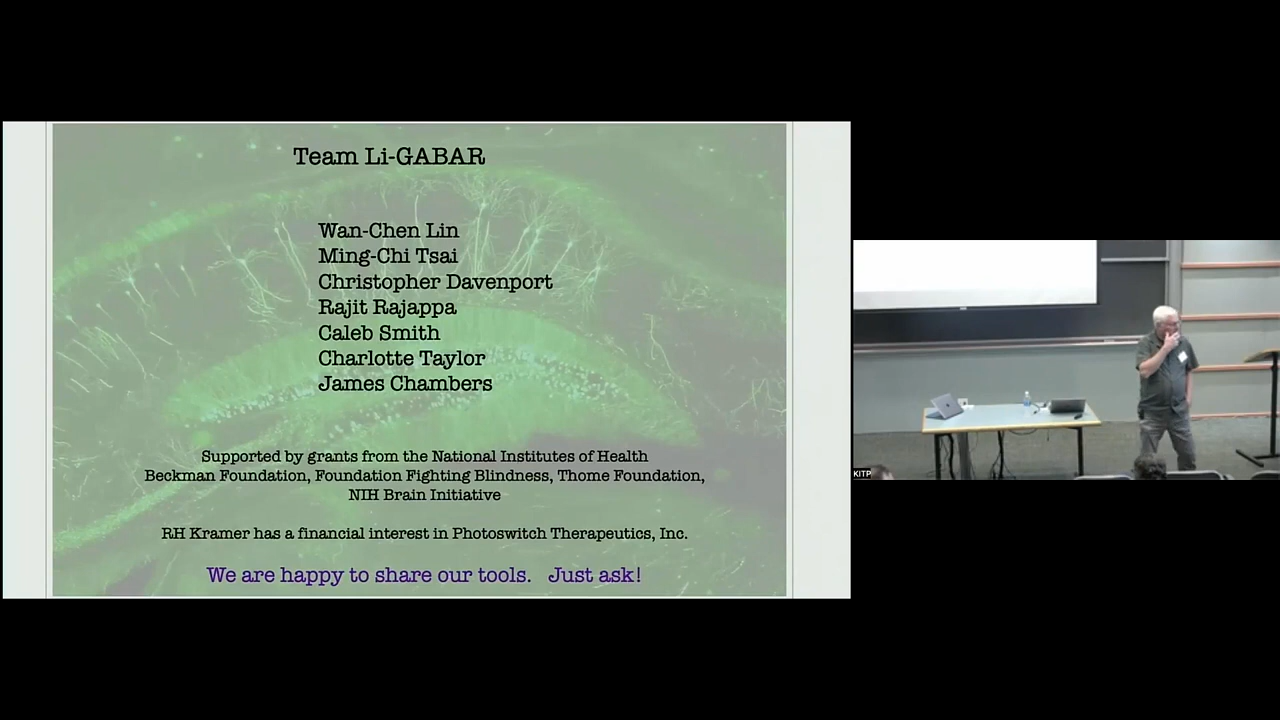 Team Li-GABAR
Wan-Chen Lin
Ming-Chi Tsai
Christopher Davenport
Rajit Rajappa
Caleb Smith
Charlotte Taylor
James Chambers
Supported by grants from the National Institutes of Health
Beckman Foundation, Foundation Fighting Blindness, Thome Foundation,
NIH Brain Initiative
RH Kramer has a financial interest in Photoswitch Therapeutics, Inc.
We are happy to share our tools. Just ask!
KITP